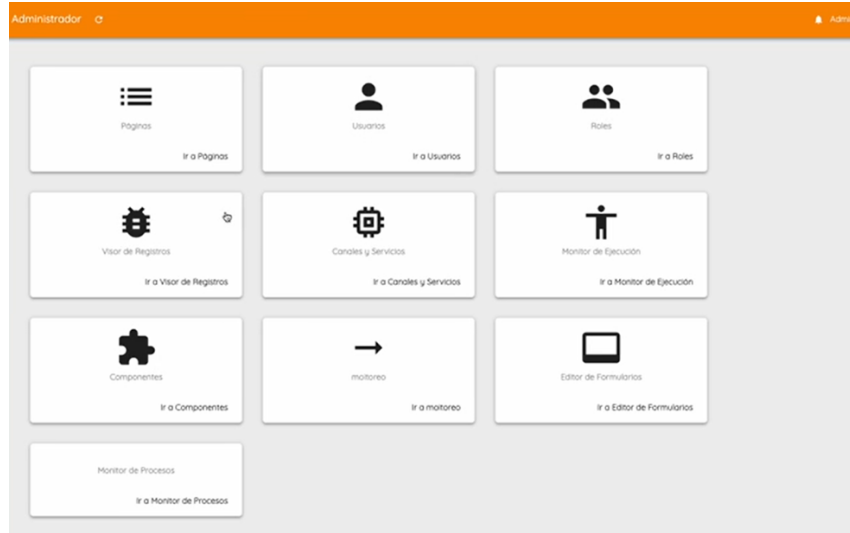 Administrador
Admi
Páginas
Ir a Páginas
Usuarios
Ir a Usuarios
Roles
Ir a Roles
Visor de Registros
Ir a Visor de Registros
Canales y Servicios
Ir a Canales y Servicios
Monitor de Ejecución
Ir a Monitor de Ejecución
Componentes
Ir a Componentes
moitoreo
Ir a moitoreo
Editor de Formularios
Ir a Editor de Formularios
Monitor de Procesos
Ir a Monitor de Procesos